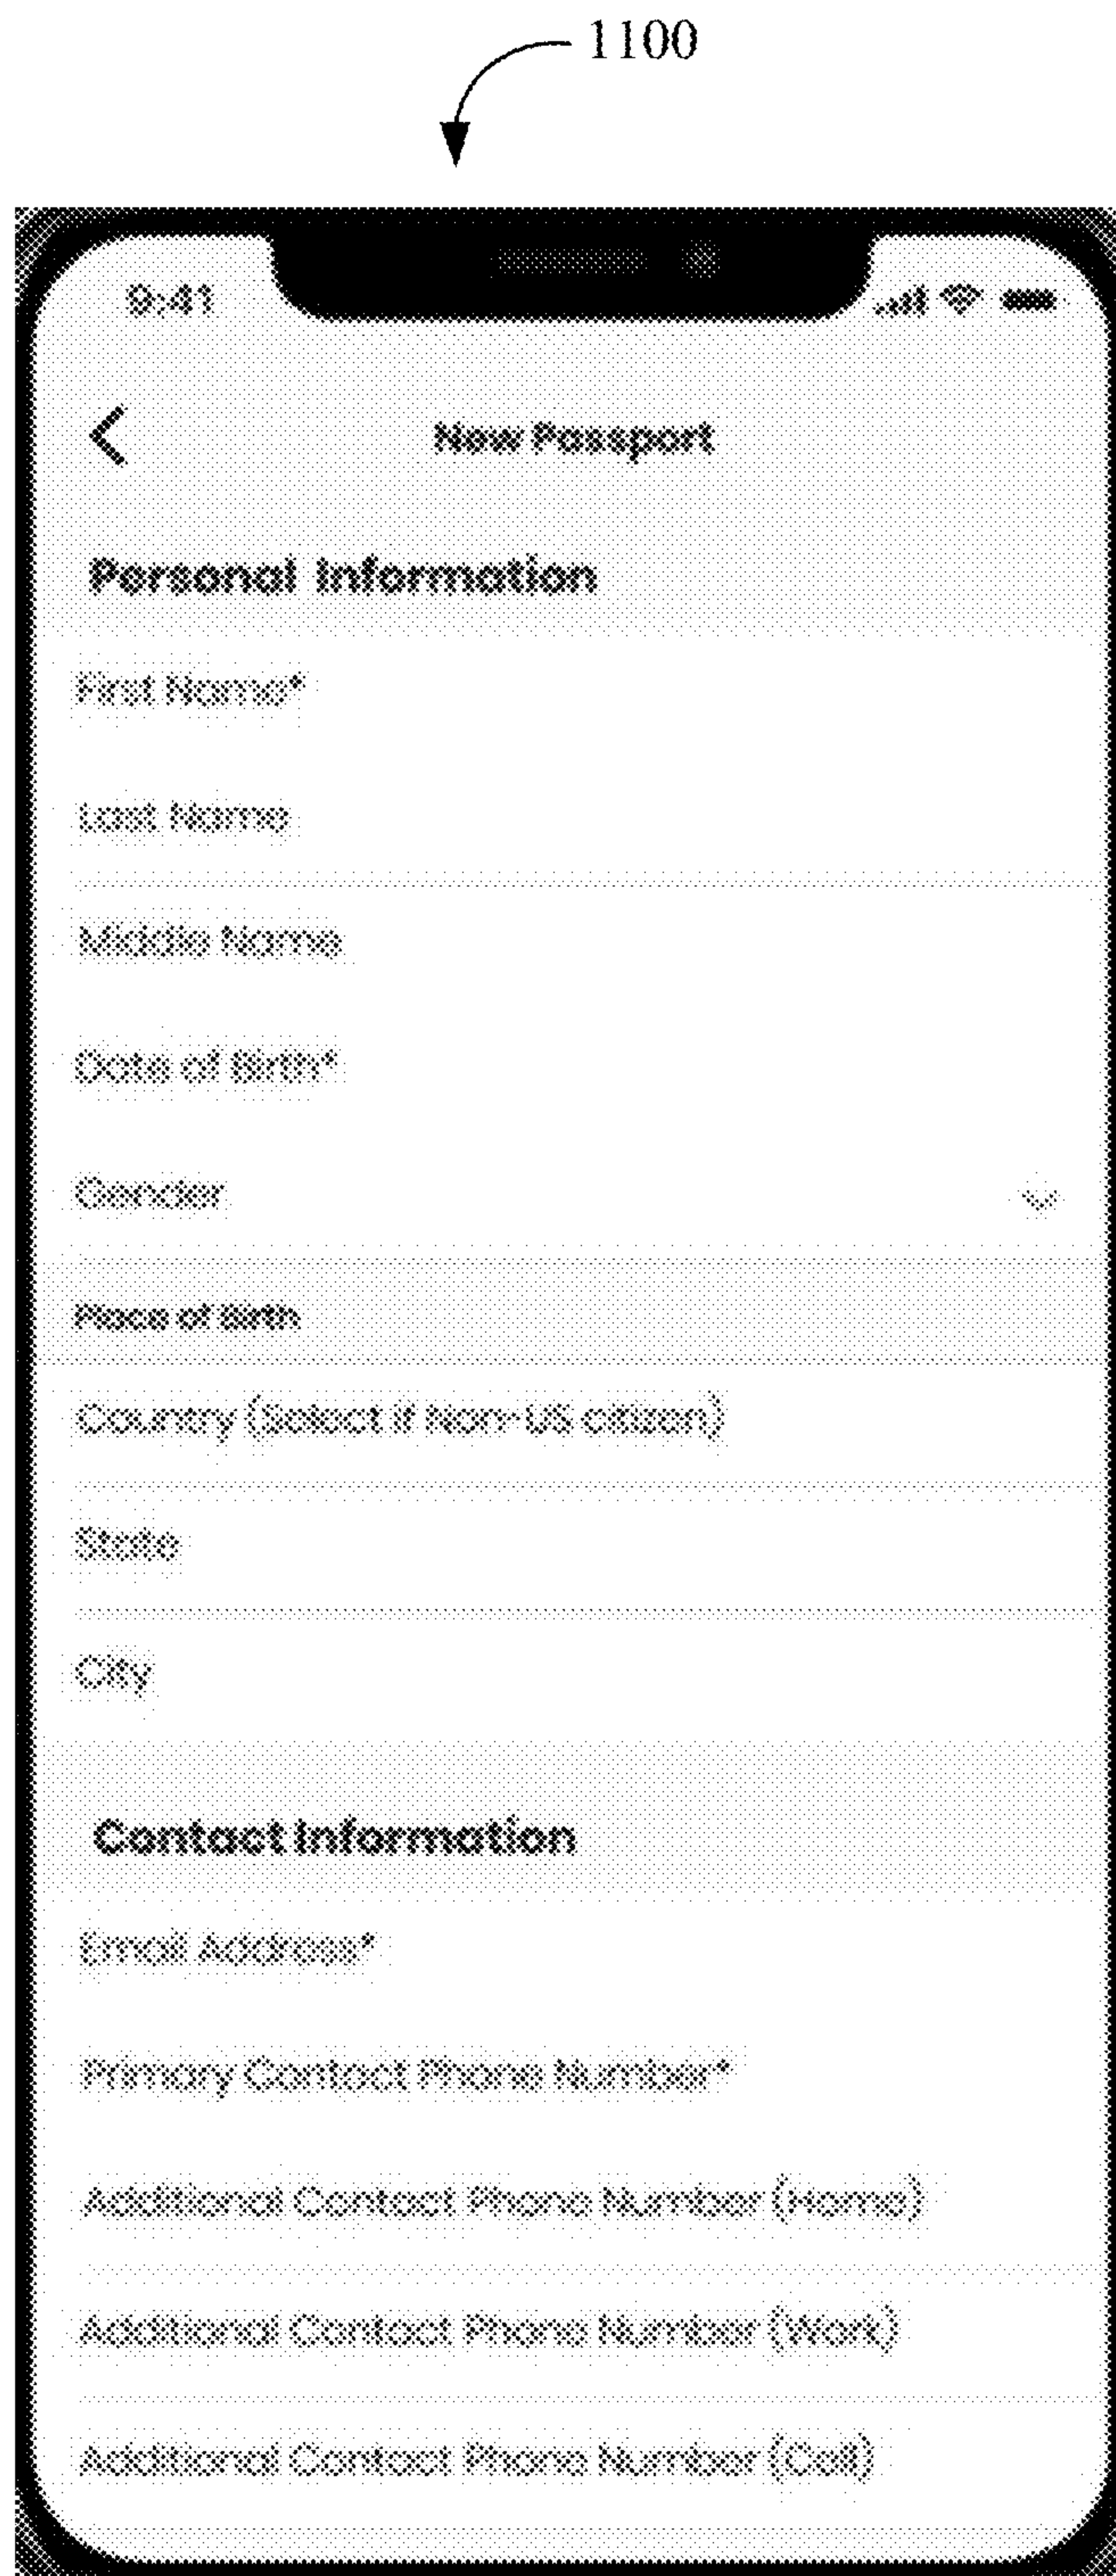 1100
9:41
New Passport
Personal Information
First Name*
Last Name
Middle Name
Date of Birth*
Gender
Place of Birth
Country (Select if Non-US citizen)
State
City
Contact Information
Email Address*
Primary Contact Phone Number*
Additional Contact Phone Number (Home)
Additional Contact Phone Number (Work)
Additional Contact Phone Number (Cell)